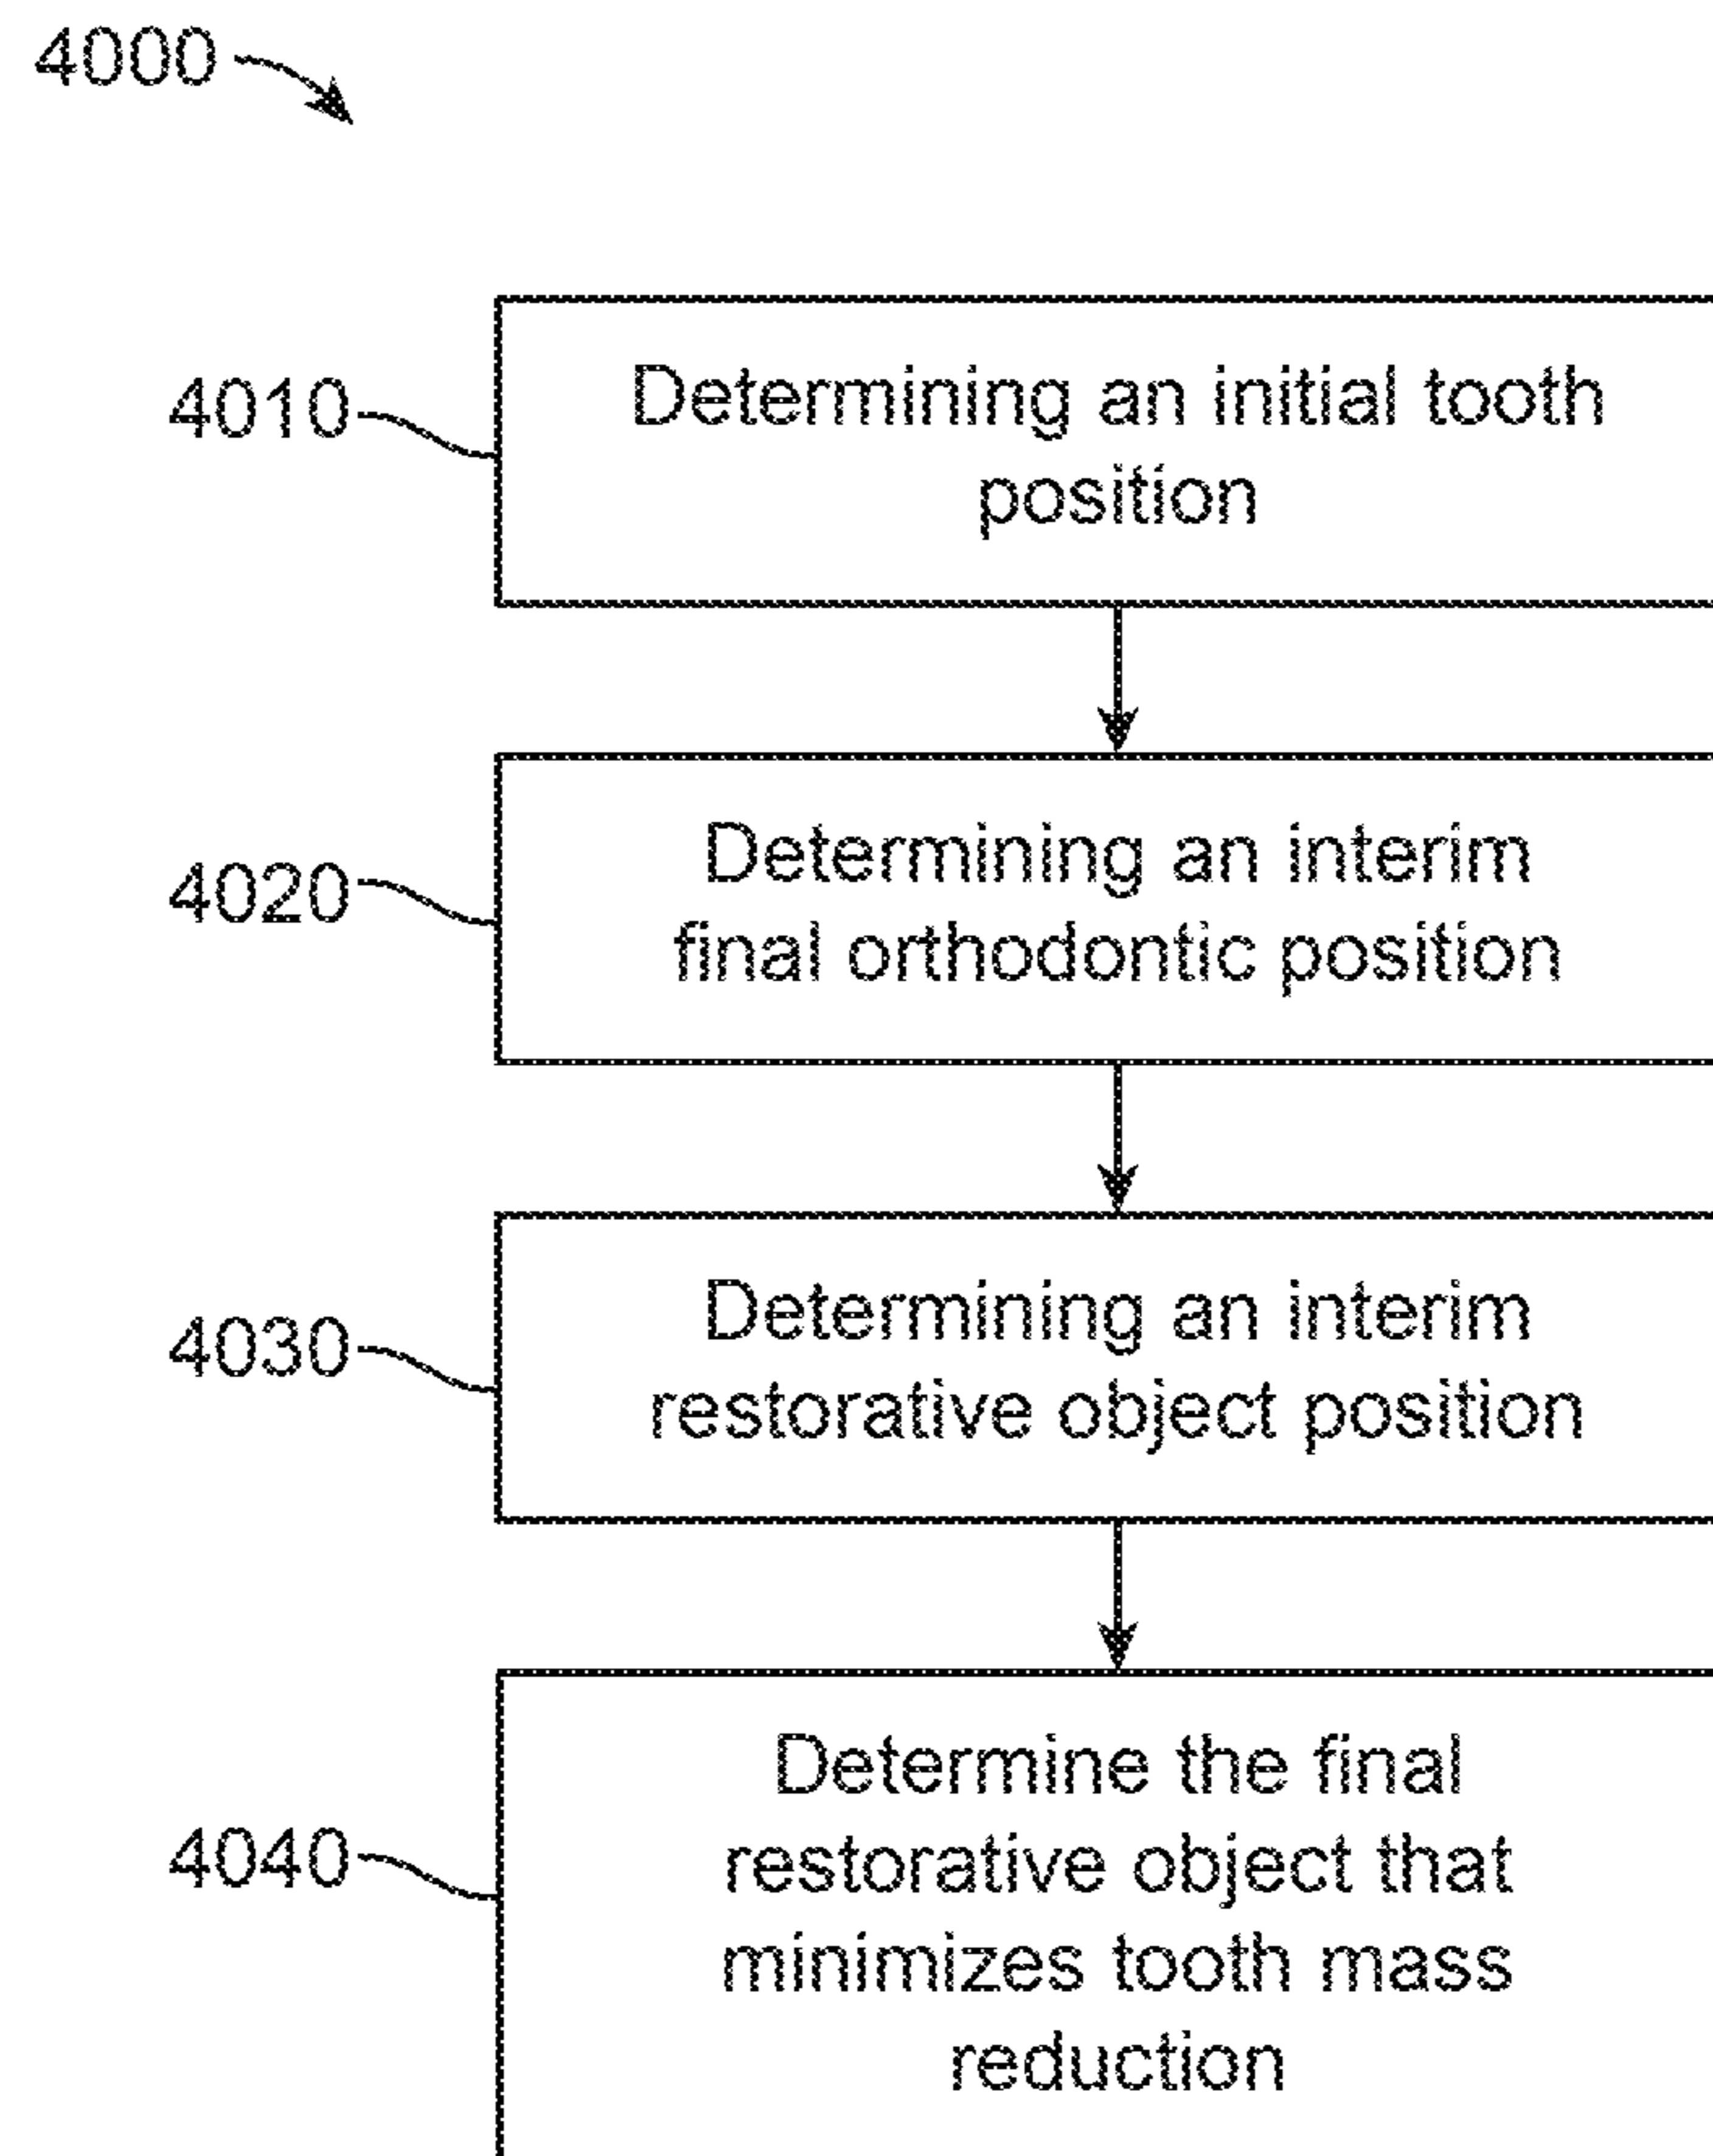 4000
4010
Determining an initial tooth
position
4020
Determining an interim
final orthodontic position
4030
Determining an interim
restorative object position
4040
Determine the final
restorative object that
minimizes tooth mass
reduction